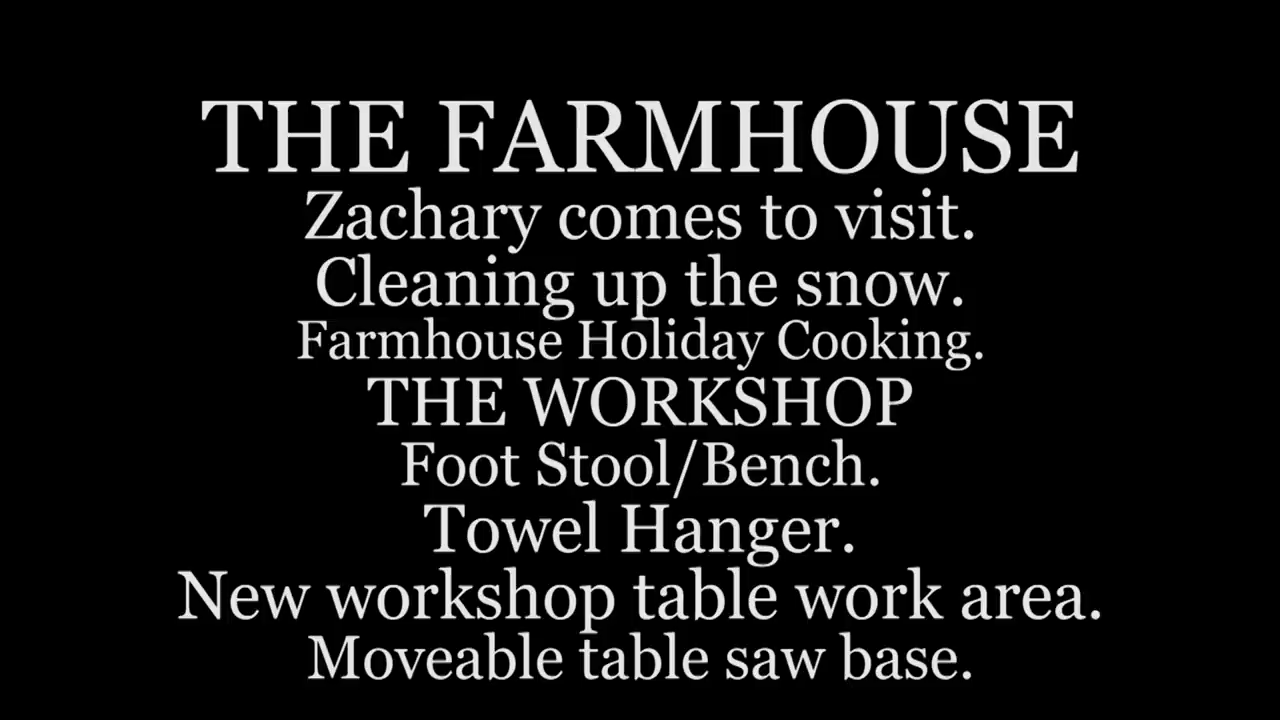 THE FARMHOUSE
Zachary comes to visit.
Cleaning up the snow.
Farmhouse Holiday Cooking.
THE WORKSHOP
Foot Stool/Bench.
Towel Hanger.
New workshop table work area.
Moveable table saw base.